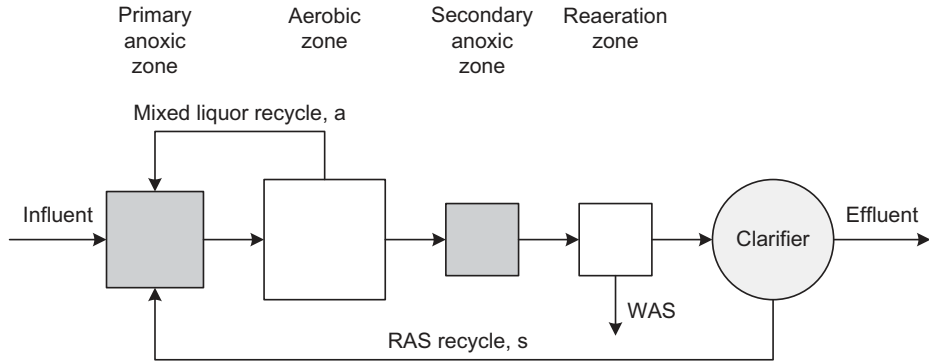 Primary
anoxic
zone
Aerobic
zone
Secondary
anoxic
zone
Reaeration
zone
Mixed liquor recycle, a
Influent
Clarifier
Effluent
WAS
RAS recycle, s